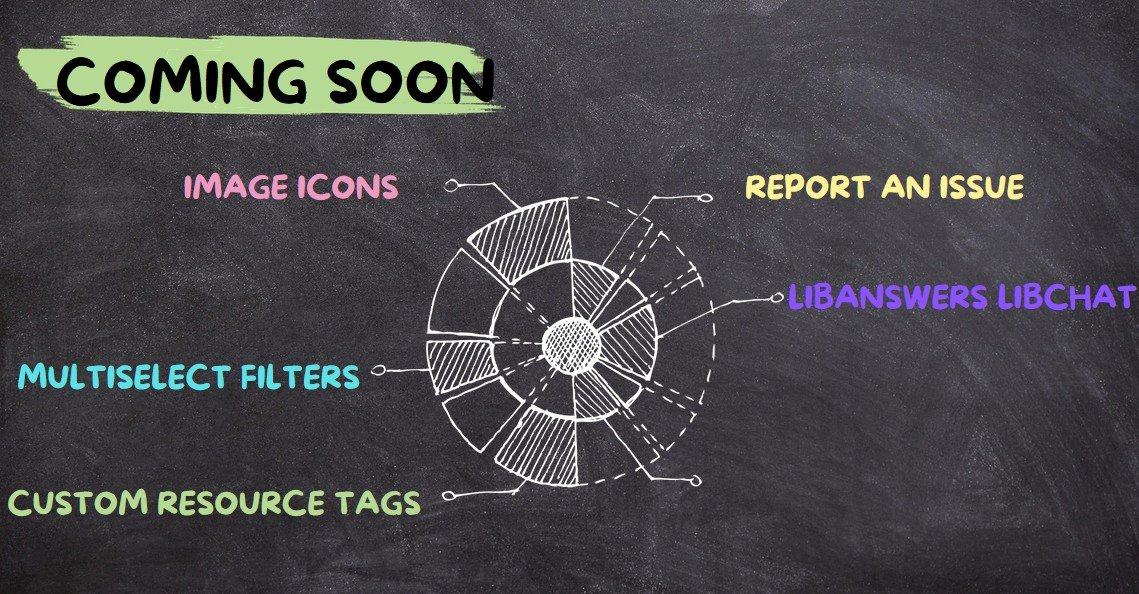 COMING SOON
IMAGE ICONS
REPORT AN ISSUE
LIBANSWERS LIBCHAT
MULTISELECT FILTERS
CUSTOM RESOURCE TAGS